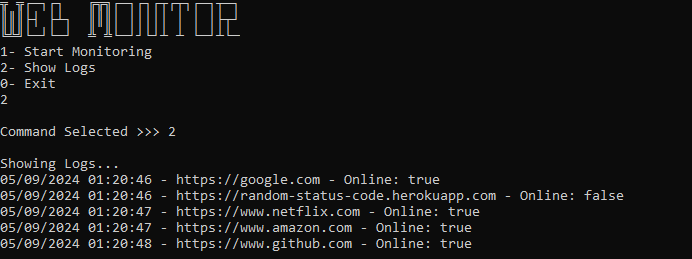 WEB MONITOR
1- Start Monitoring
2- Show Logs
0- Exit
2
Command Selected >>> 2
Showing Logs...
05/09/2024 01:20:46 - https://google.com - Online: true
05/09/2024 01:20:46 - https://random-status-code.herokuapp.com - Online: false
05/09/2024 01:20:47 - https://www.netflix.com - Online: true
05/09/2024 01:20:47 - https://www.amazon.com - Online: true
05/09/2024 01:20:48 - https://www.github.com - Online: true